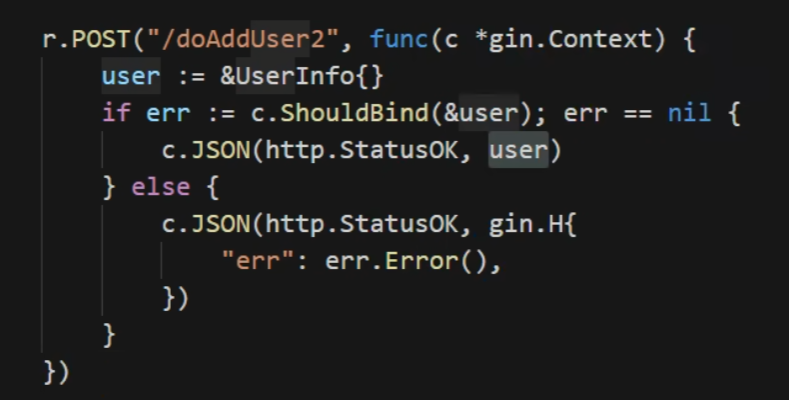 r.POST("/doAddUser2", func(c *gin.Context) {
    user := &UserInfo{}
    if err := c.ShouldBind(&user); err == nil {
        c.JSON(http.StatusOK, user)
    } else {
        c.JSON(http.StatusOK, gin.H{
            "err": err.Error(),
        })
    }
})